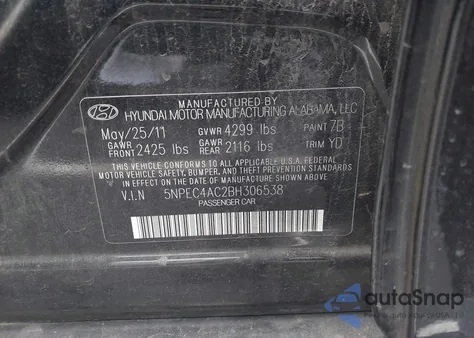 MANUFACTURED BY
HYUNDAI MOTOR MANUFACTURING ALABAMA, LLC
May/25/11 GVWR 4299 lbs PAINT 7B
GAWR FRONT 2425 lbs GAWR REAR 2116 lbs TRIM YD
THIS VEHICLE CONFORMS TO ALL APPLICABLE U.S.A. FEDERAL
MOTOR VEHICLE SAFETY, BUMPER, AND THEFT PREVENTION STANDARDS
IN EFFECT ON THE DATE OF MANUFACTURE SHOWN ABOVE.
V.I.N 5NPEC4AC2BH306538
PASSENGER CAR
autoSnap